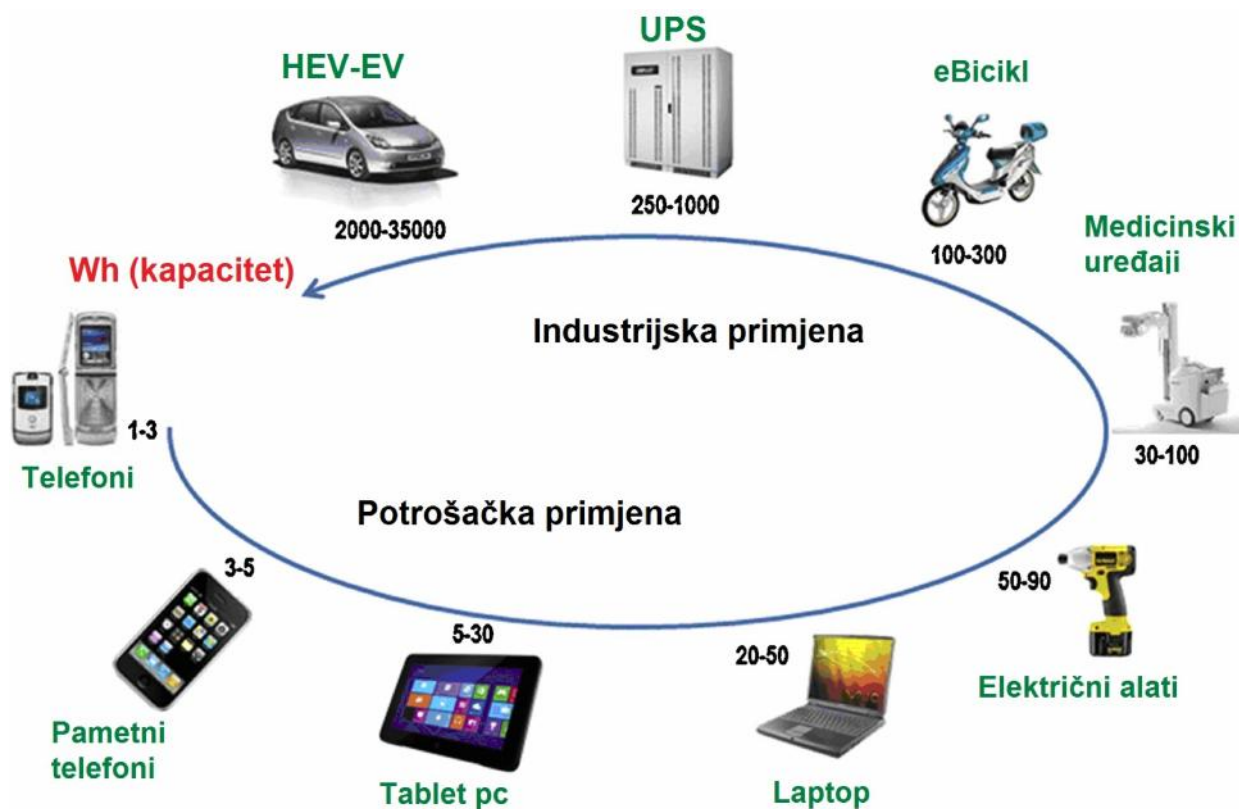 UPS
HEV-EV
eBicikl
250-1000
2000-35000
100-300
Medicinski
uređaji
Wh (kapacitet)
Industrijska primjena
1-3
30-100
Telefoni
Potrošačka primjena
3-5
50-90
5-30
20-50
Električni alati
Pametni
telefoni
Tablet pc
Laptop